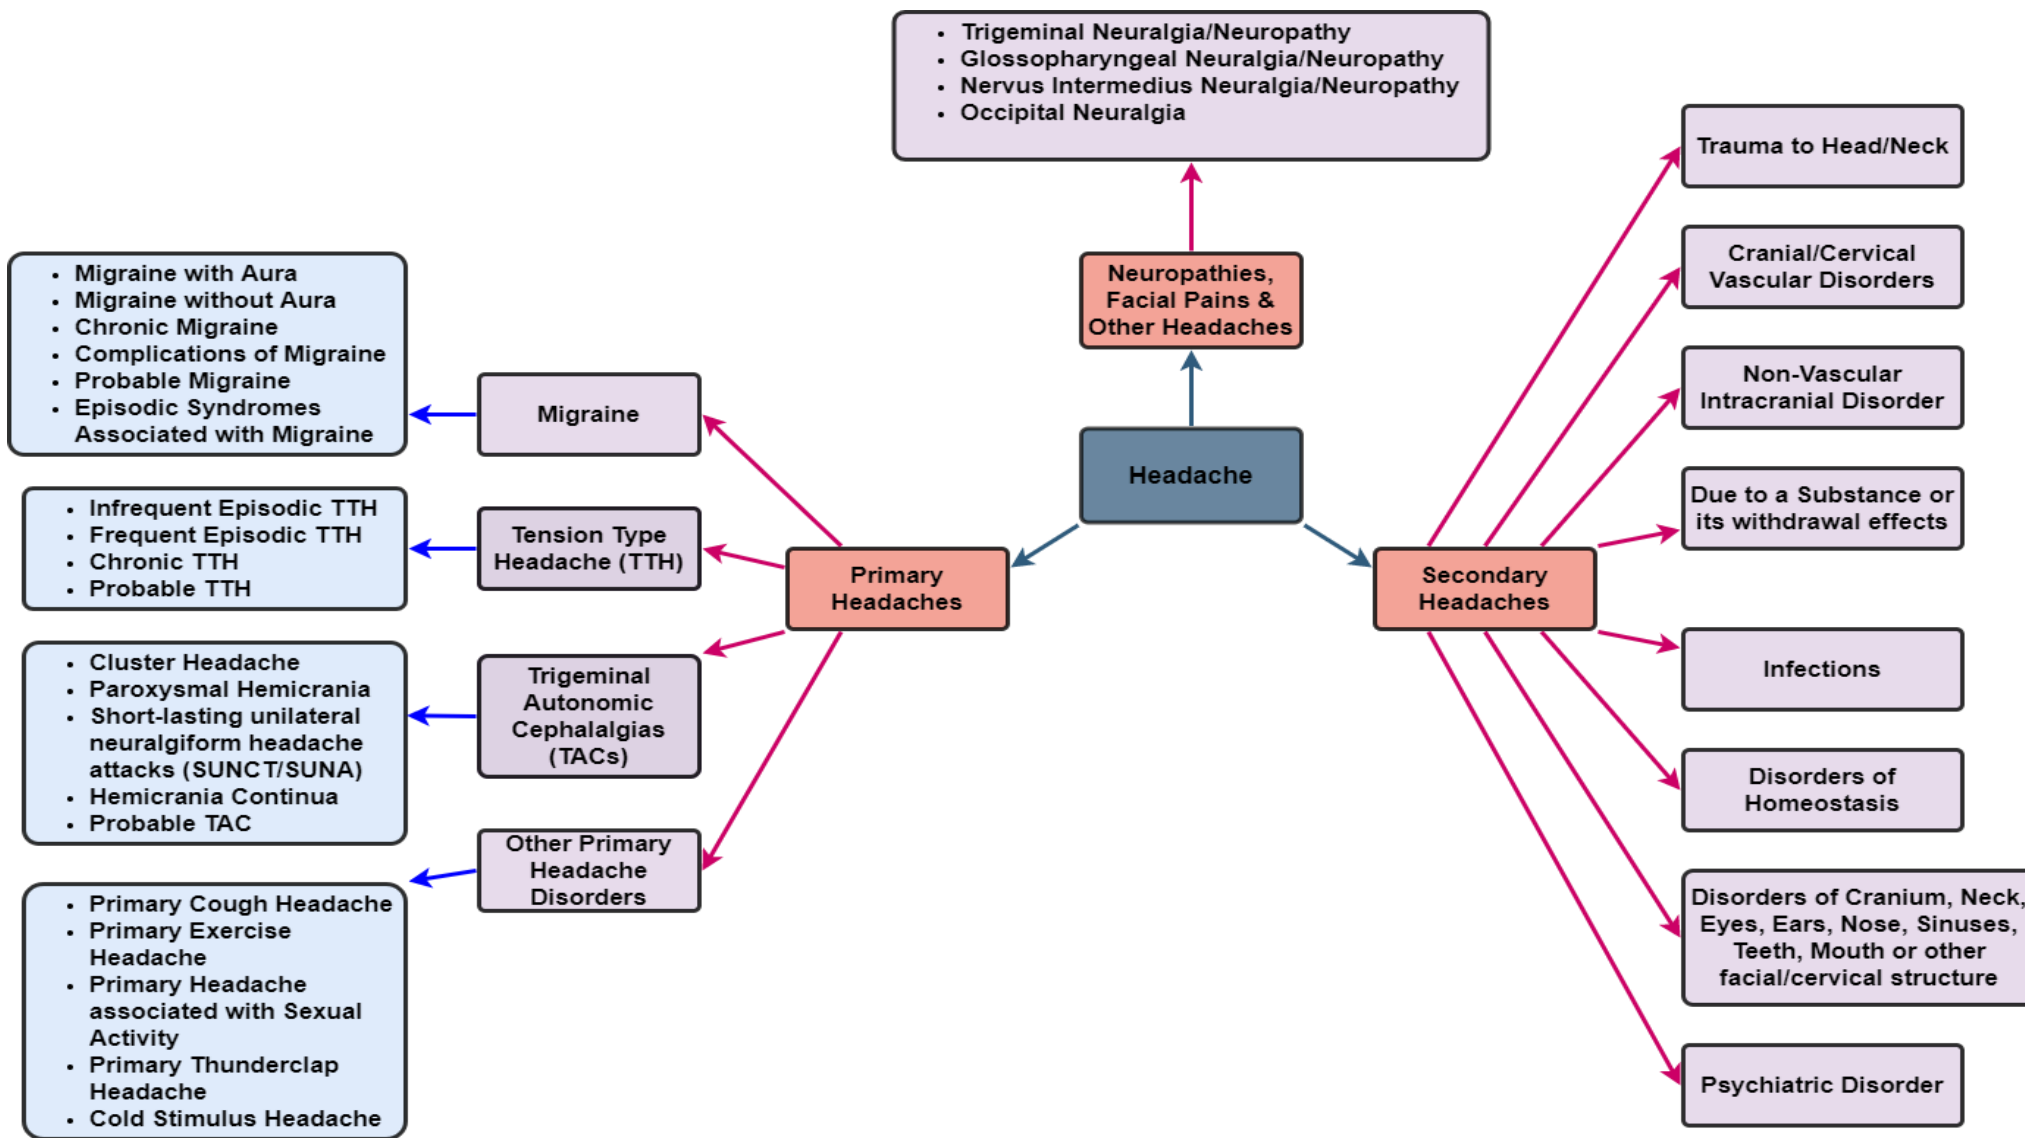 • Trigeminal Neuralgia/Neuropathy
• Glossopharyngeal Neuralgia/Neuropathy
• Nervus Intermedius Neuralgia/Neuropathy
• Occipital Neuralgia
Neuropathies,
Facial Pains &
Other Headaches
Headache
Primary
Headaches
Migraine
• Migraine with Aura
• Migraine without Aura
• Chronic Migraine
• Complications of Migraine
• Probable Migraine
• Episodic Syndromes
Associated with Migraine
Tension Type
Headache (TTH)
• Infrequent Episodic TTH
• Frequent Episodic TTH
• Chronic TTH
• Probable TTH
Trigeminal
Autonomic
Cephalalgias
(TACs)
• Cluster Headache
• Paroxysmal Hemicrania
• Short-lasting unilateral
neuralgiform headache
attacks (SUNCT/SUNA)
• Hemicrania Continua
• Probable TAC
Other Primary
Headache
Disorders
• Primary Cough Headache
• Primary Exercise
Headache
• Primary Headache
associated with Sexual
Activity
• Primary Thunderclap
Headache
• Cold Stimulus Headache
Secondary
Headaches
Trauma to Head/Neck
Cranial/Cervical
Vascular Disorders
Non-Vascular
Intracranial Disorder
Due to a Substance or
its withdrawal effects
Infections
Disorders of
Homeostasis
Disorders of Cranium, Neck,
Eyes, Ears, Nose, Sinuses,
Teeth, Mouth or other
facial/cervical structure
Psychiatric Disorder